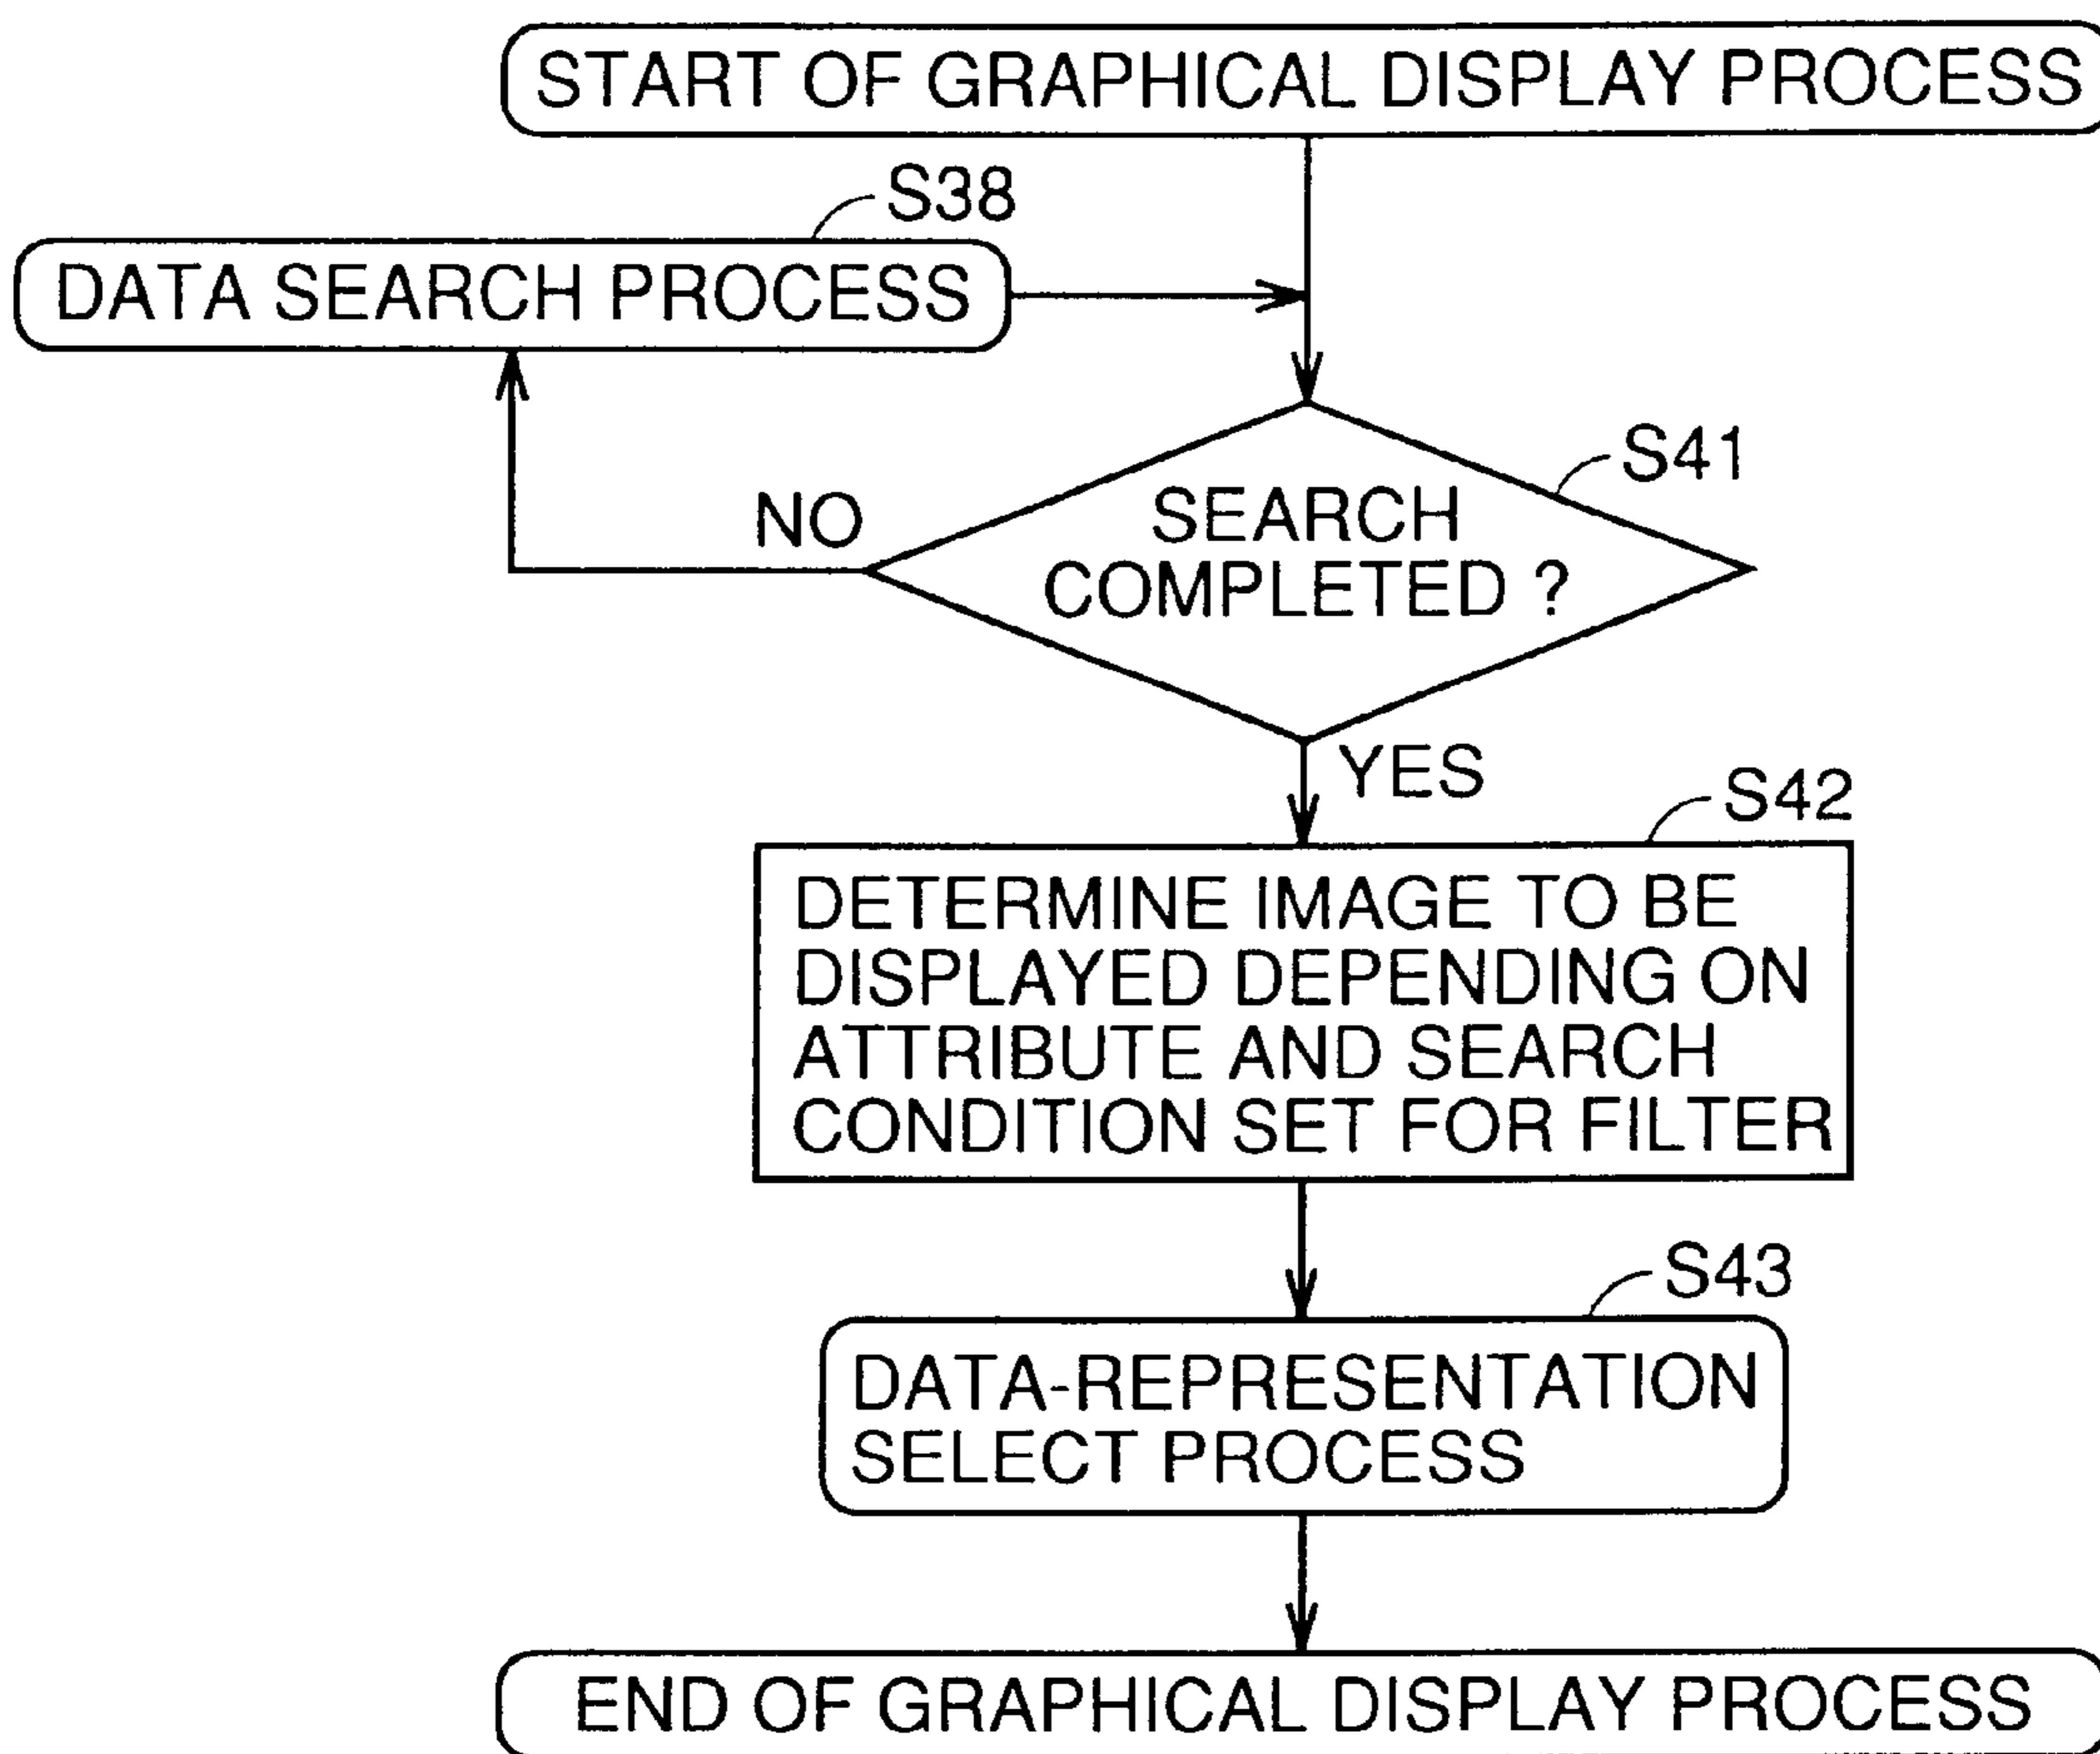 START OF GRAPHICAL DISPLAY PROCESS
S38
DATA SEARCH PROCESS
S41
NO
SEARCH
COMPLETED ?
YES
S42
DETERMINE IMAGE TO BE
DISPLAYED DEPENDING ON
ATTRIBUTE AND SEARCH
CONDITION SET FOR FILTER
S43
DATA-REPRESENTATION
SELECT PROCESS
END OF GRAPHICAL DISPLAY PROCESS